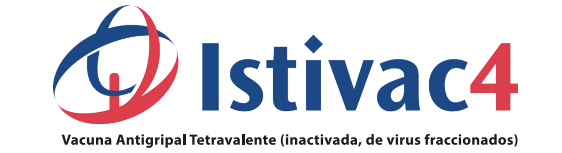 Istivac4
Vacuna Antigripal Tetravalente (inactivada, de virus fraccionados)